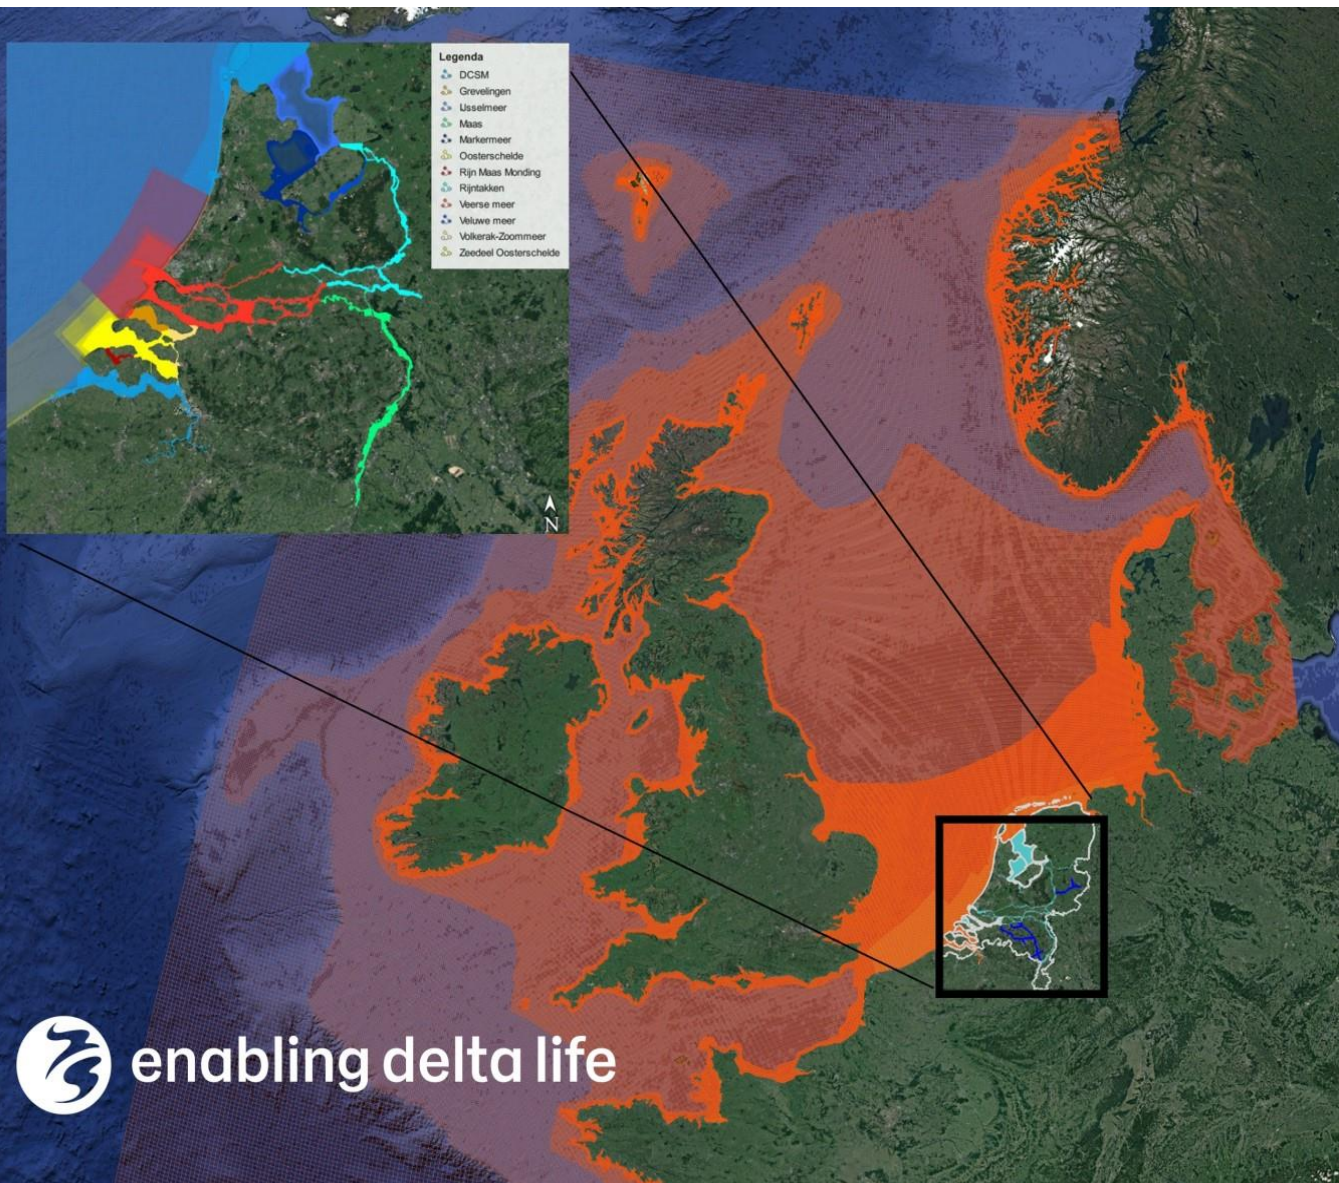 Legenda
DCSM
Grevelingen
IJsselmeer
Maas
Markermeer
Oosterschelde
Rijn Maas Monding
Rijntakken
Veerse meer
Veluwe meer
Volkerak-Zoommeer
Zeedeel Oosterschelde
N
enabling delta life